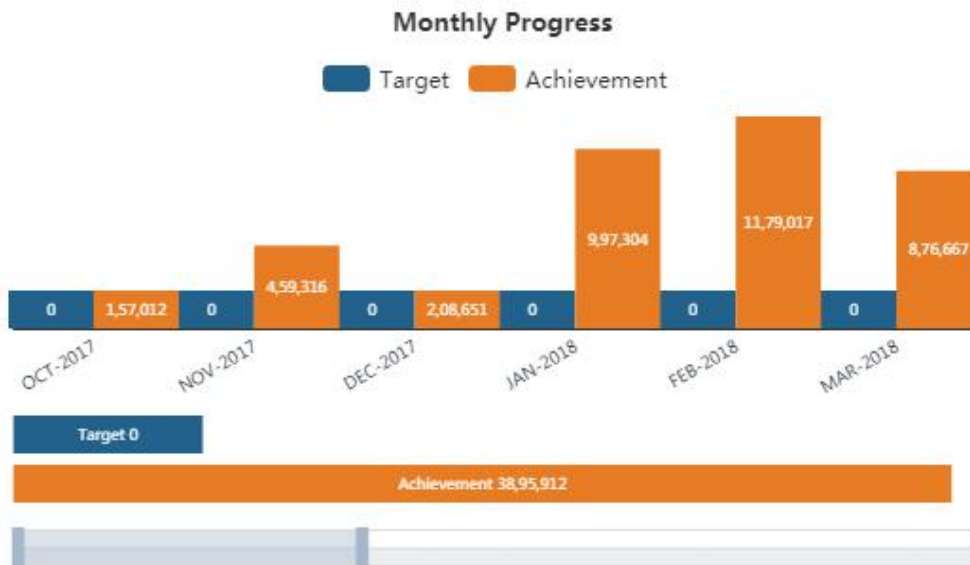 Monthly Progress
Target Achievement
11,79,017
9,97,304
8,76,667
4,59,316
0 1,57,012 0 0 2,08,651 0 0 0
OCT-2017 NOV-2017 DEC-2017 JAN-2018 FEB-2018 MAR-2018
Target 0
Achievement 38,95,912